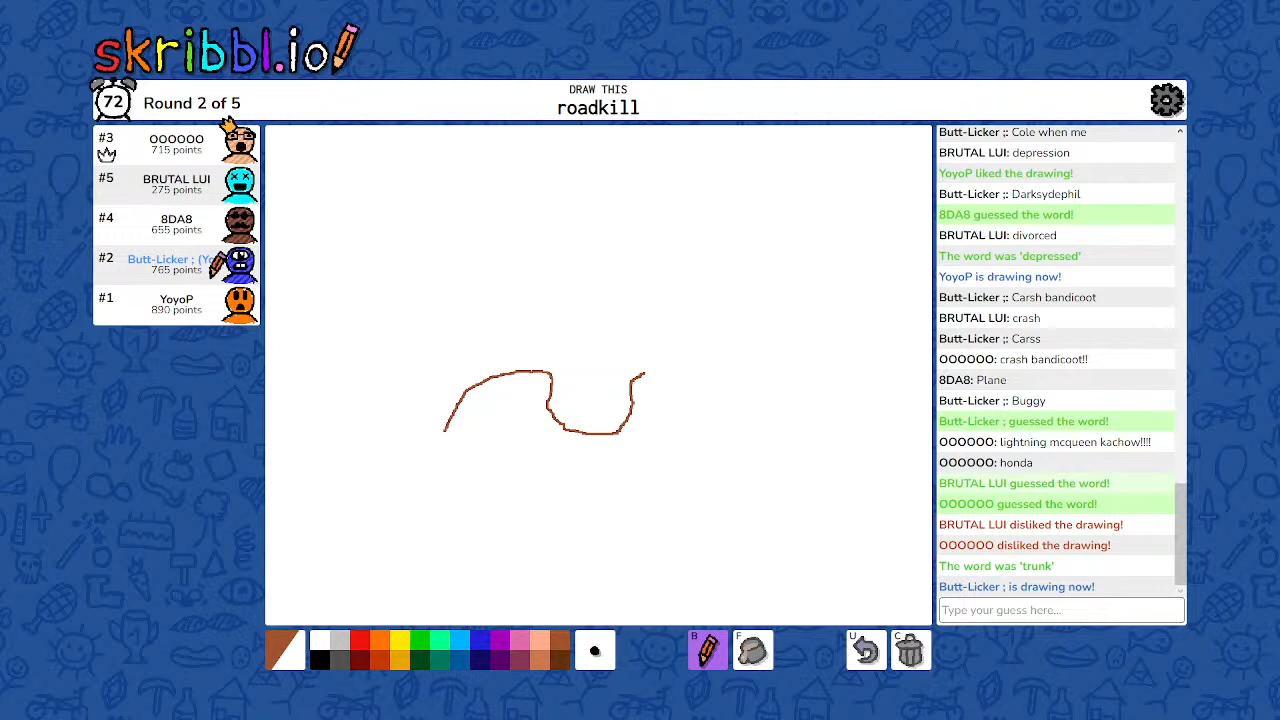 skribbl.io
72
Round 2 of 5
DRAW THIS
roadkill
#3
OOOOOO
715 points
#5
BRUTAL LUI
275 points
#4
8DA8
655 points
#2
Butt-Licker ; (Yo
765 points
#1
YoyoP
890 points
Butt-Licker ;: Cole when me
BRUTAL LUI: depression
YoyoP liked the drawing!
Butt-Licker ;: Darksydephil
8DA8 guessed the word!
BRUTAL LUI: divorced
The word was 'depressed'
YoyoP is drawing now!
Butt-Licker ;: Carsh bandicoot
BRUTAL LUI: crash
Butt-Licker ;: Carss
OOOOOO: crash bandicoot!!
8DA8: Plane
Butt-Licker ;: Buggy
Butt-Licker ; guessed the word!
OOOOOO: lightning mcqueen kachow!!!!
OOOOOO: honda
BRUTAL LUI guessed the word!
OOOOOO guessed the word!
BRUTAL LUI disliked the drawing!
OOOOOO disliked the drawing!
The word was 'trunk'
Butt-Licker ; is drawing now!
Type your guess here...
B
F
U
C